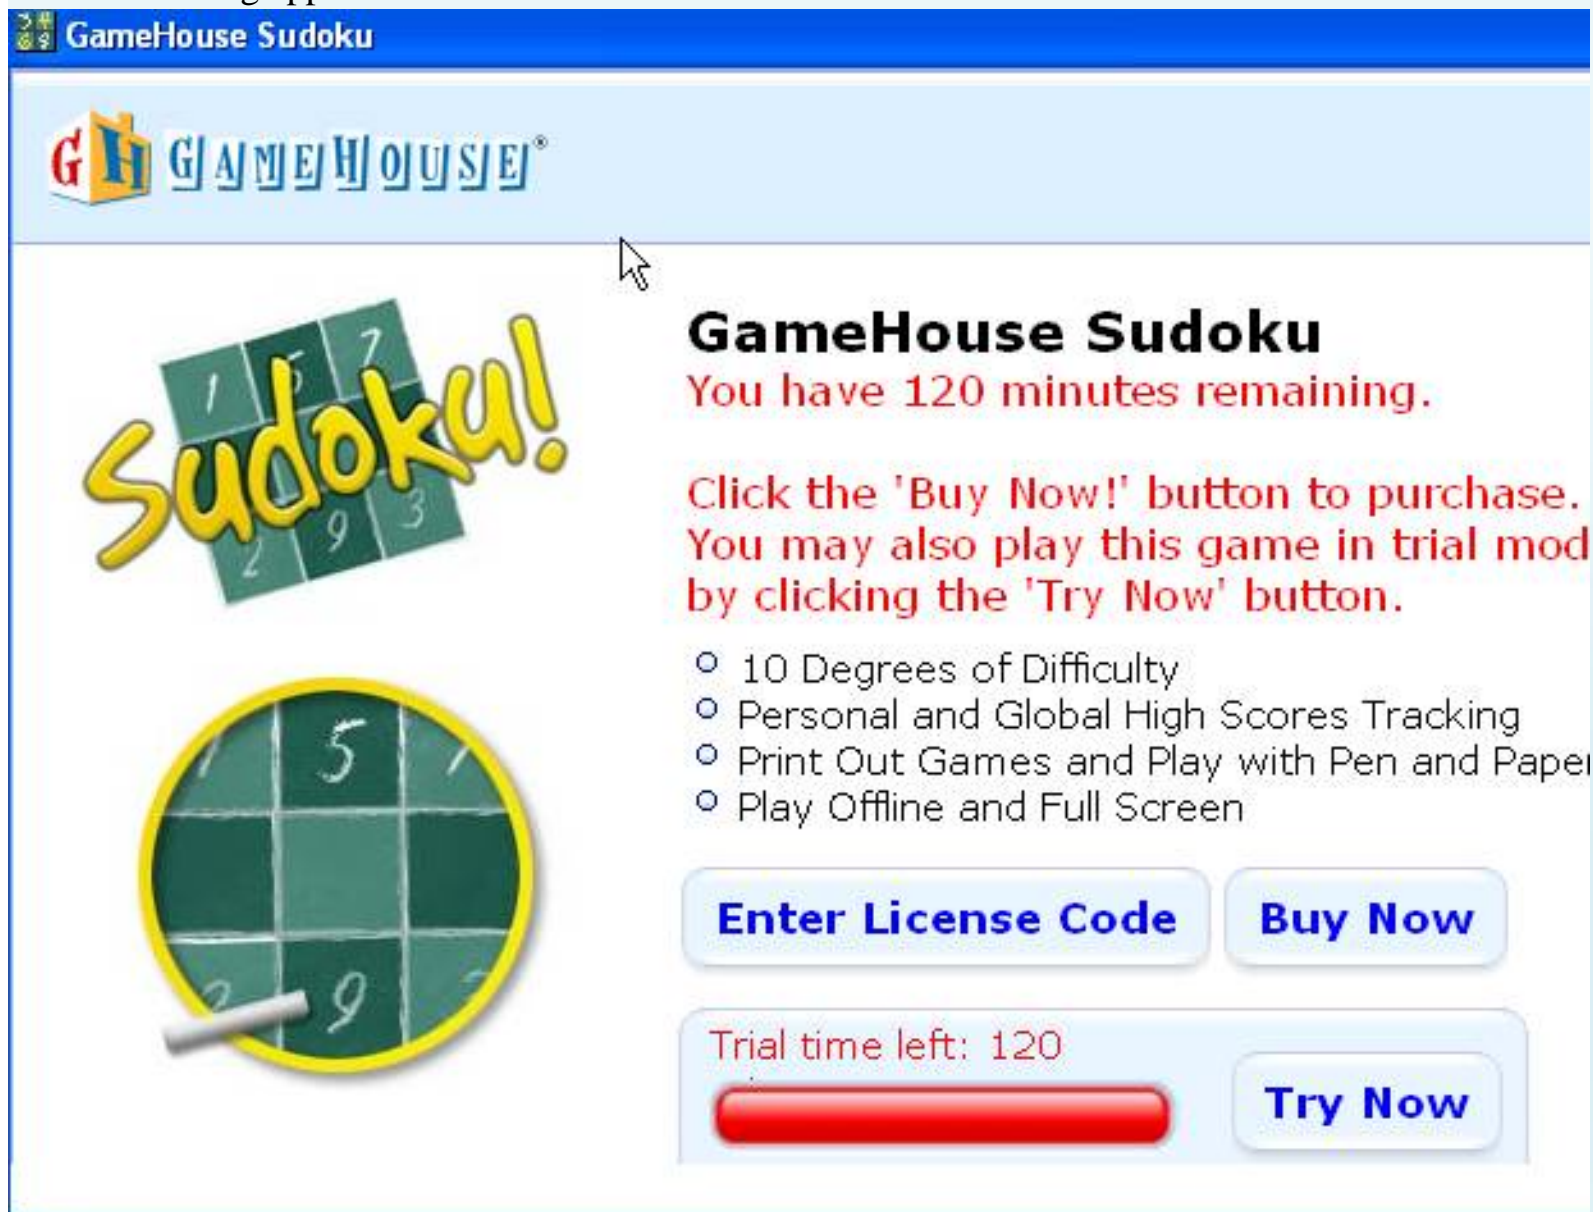 GameHouse Sudoku
GH GAMEHOUSE®
1 5 7
Sudoku!
2 9 3
GameHouse Sudoku
You have 120 minutes remaining.
Click the 'Buy Now!' button to purchase.
You may also play this game in trial mod
by clicking the 'Try Now' button.
10 Degrees of Difficulty
Personal and Global High Scores Tracking
Print Out Games and Play with Pen and Paper
Play Offline and Full Screen
5
9
Enter License Code Buy Now
Trial time left: 120
Try Now